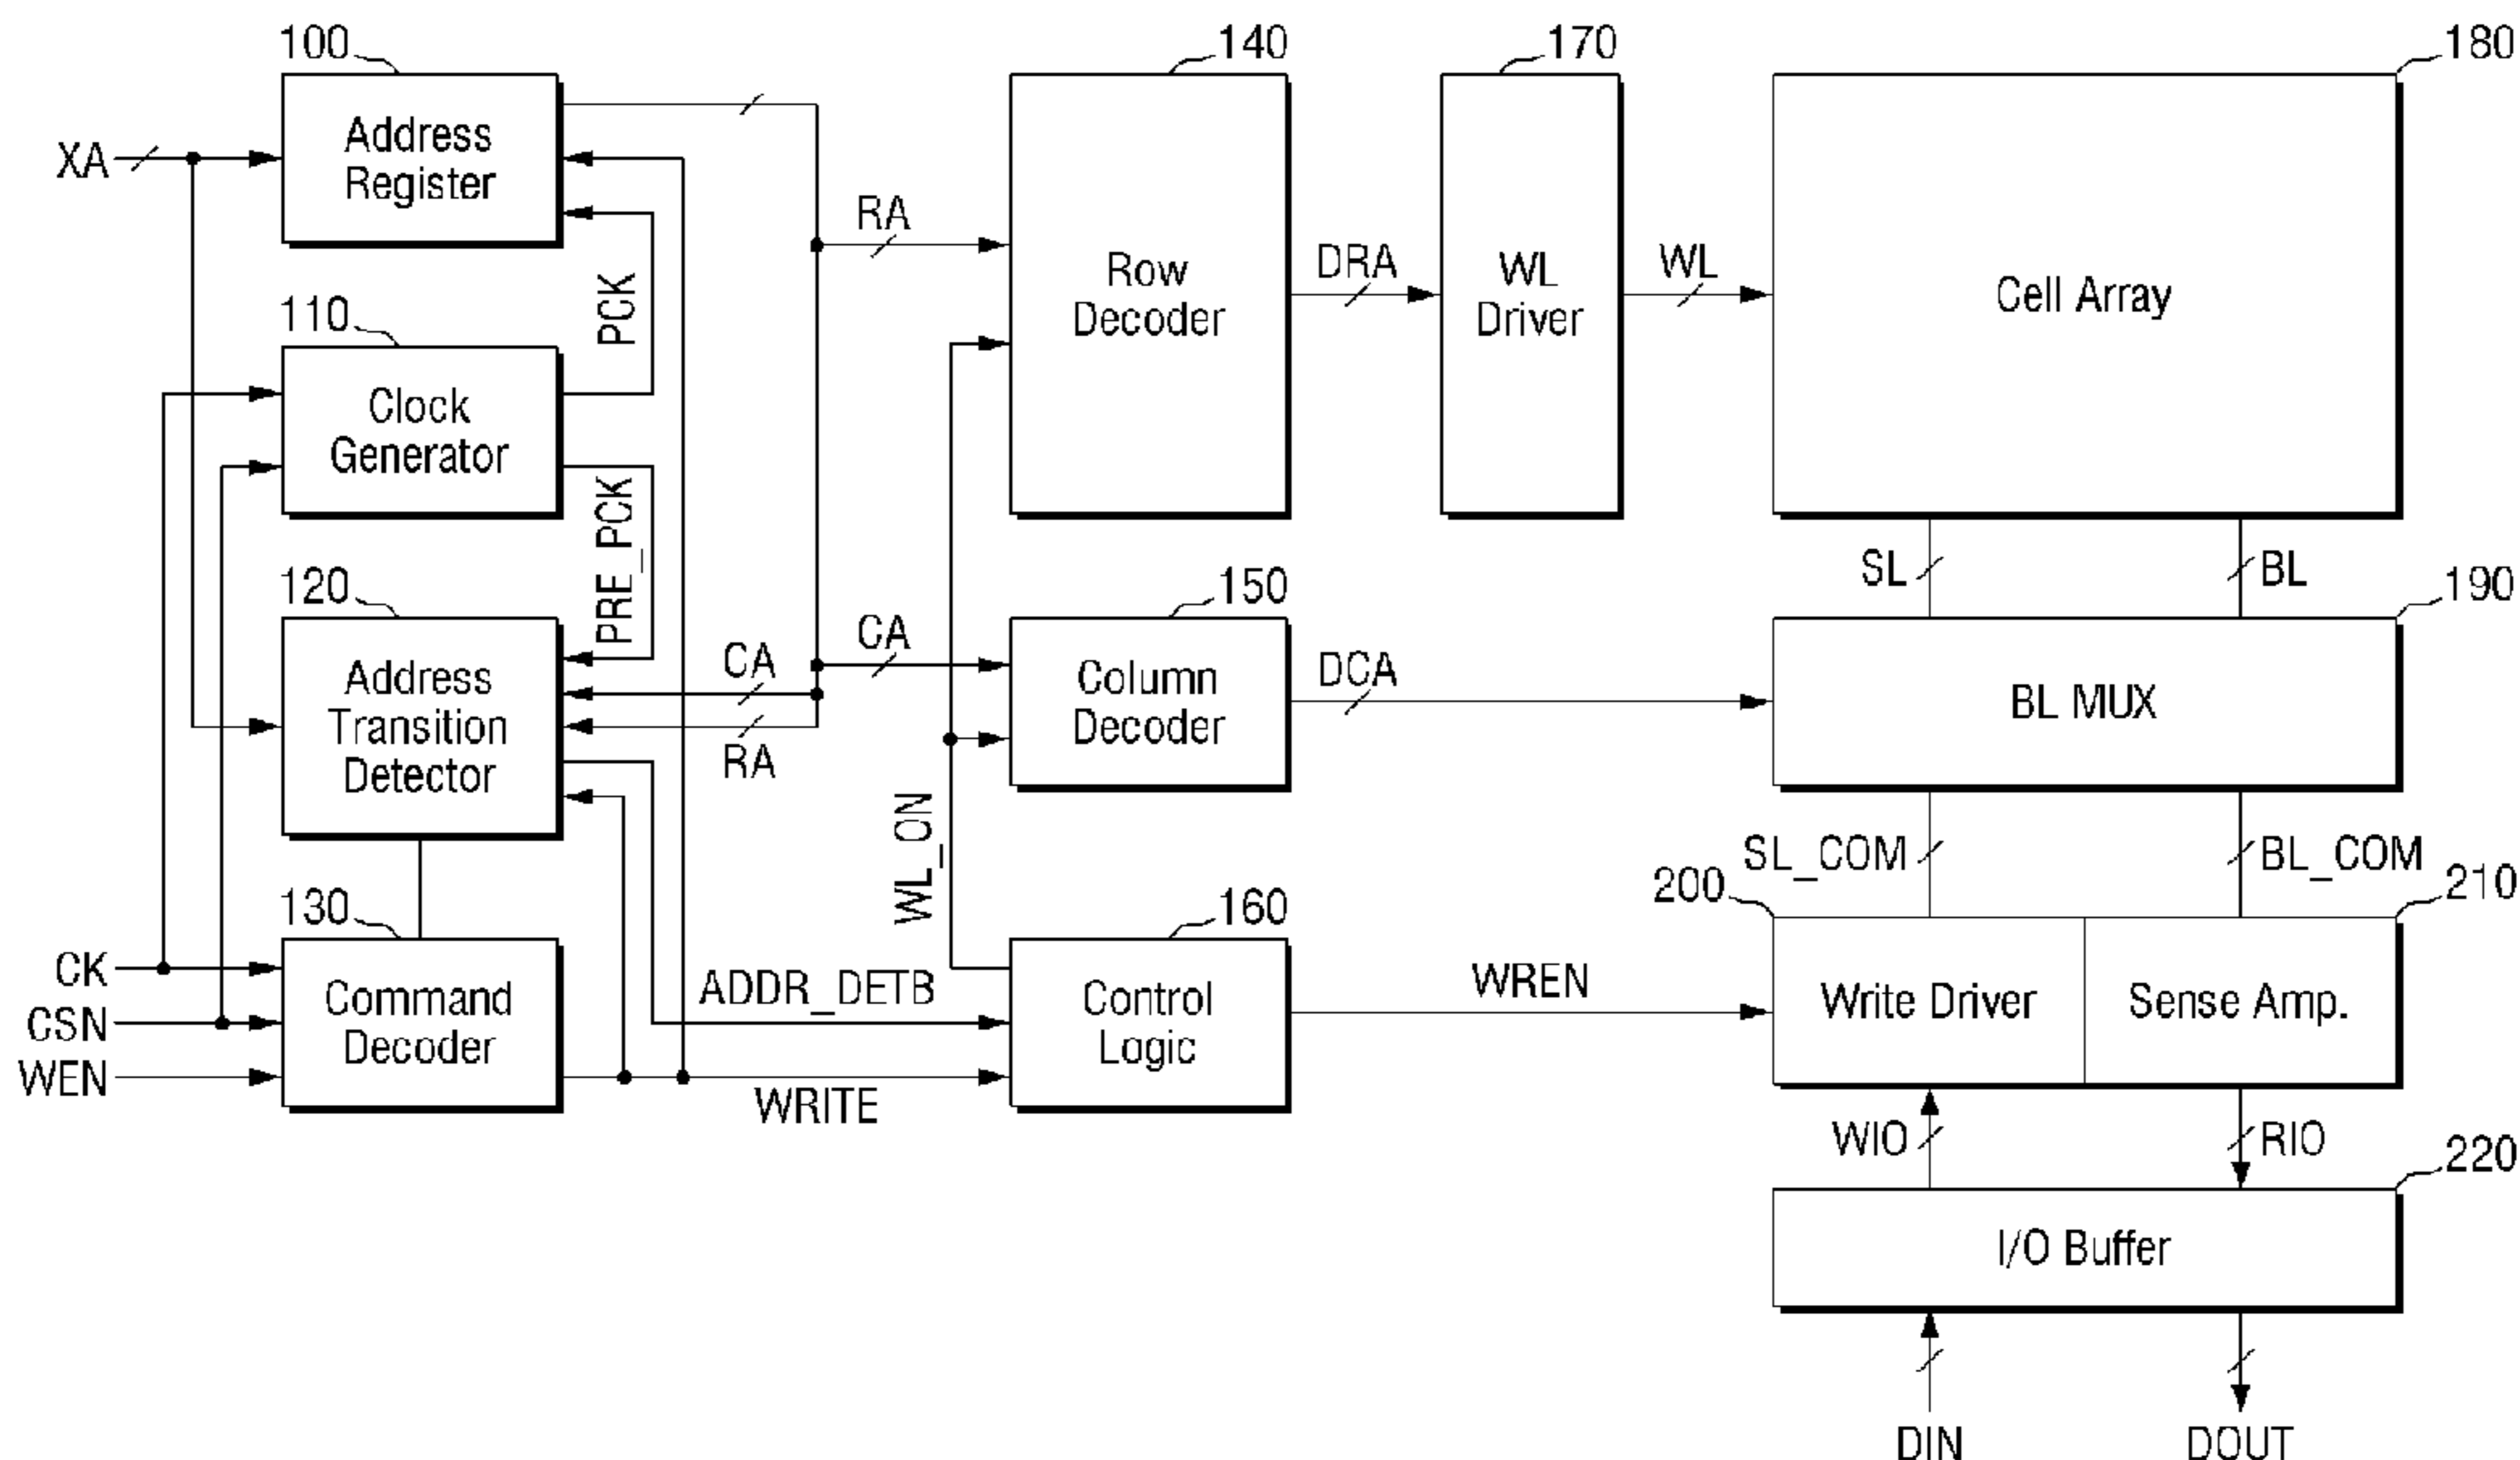 100
140
170
180
XA
Address
Register
RA
Row
Decoder
DRA
WL
Driver
WL
Cell Array
PCK
110
Clock
Generator
PRE_PCK
SL
BL
120
150
190
Address
Transition
Detector
CA
RA
CA
Column
Decoder
DCA
BL MUX
WL_ON
SL_COM
BL_COM
130
160
200
210
CK
CSN
WEN
Command
Decoder
ADDR_DETB
WRITE
Control
Logic
WREN
Write Driver
Sense Amp.
WIO
RIO
220
I/O Buffer
DIN
DOUT